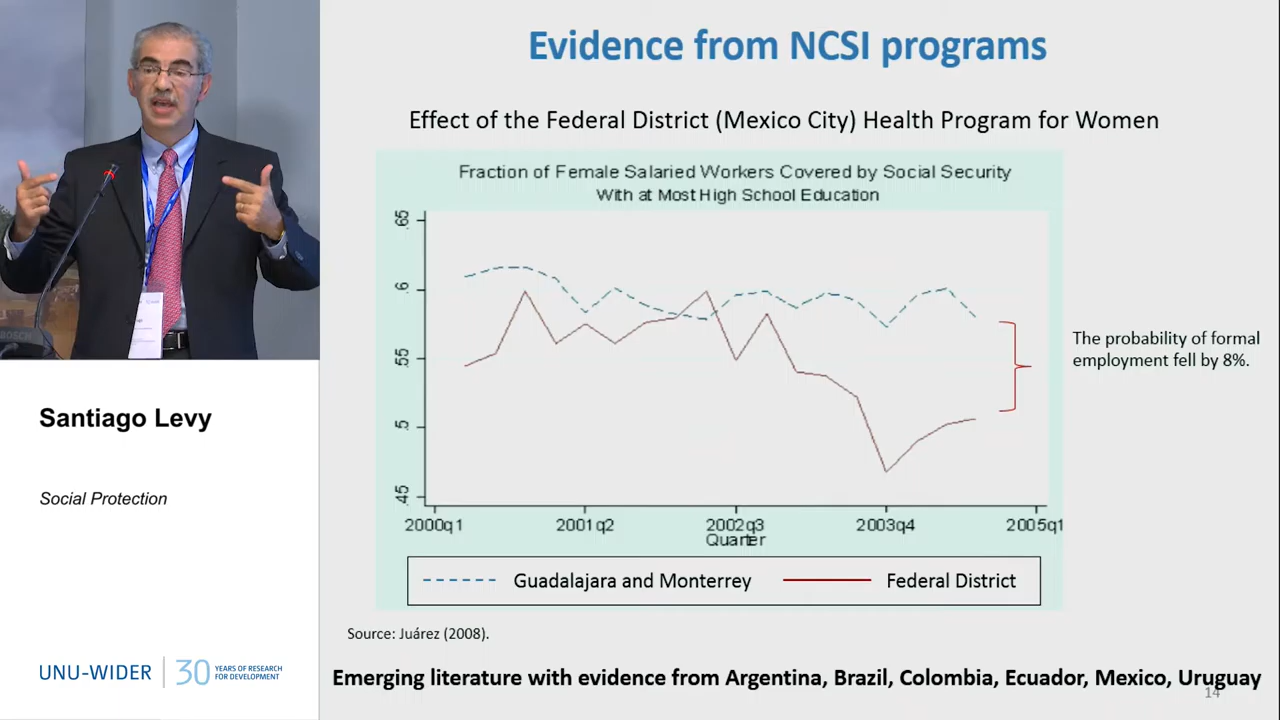 Evidence from NCSI programs
Effect of the Federal District (Mexico City) Health Program for Women
Fraction of Female Salaried Workers Covered by Social Security
With at Most High School Education
.65
.6
.55
.5
.45
2000q1
2001q2
2002q3
2003q4
2005q1
Quarter
Guadalajara and Monterrey
Federal District
The probability of formal
employment fell by 8%.
Source: Juárez (2008).
Emerging literature with evidence from Argentina, Brazil, Colombia, Ecuador, Mexico, Uruguay
14
BOSCH
Santiago Levy
Social Protection
UNU-WIDER
30
YEARS OF RESEARCH
FOR DEVELOPMENT